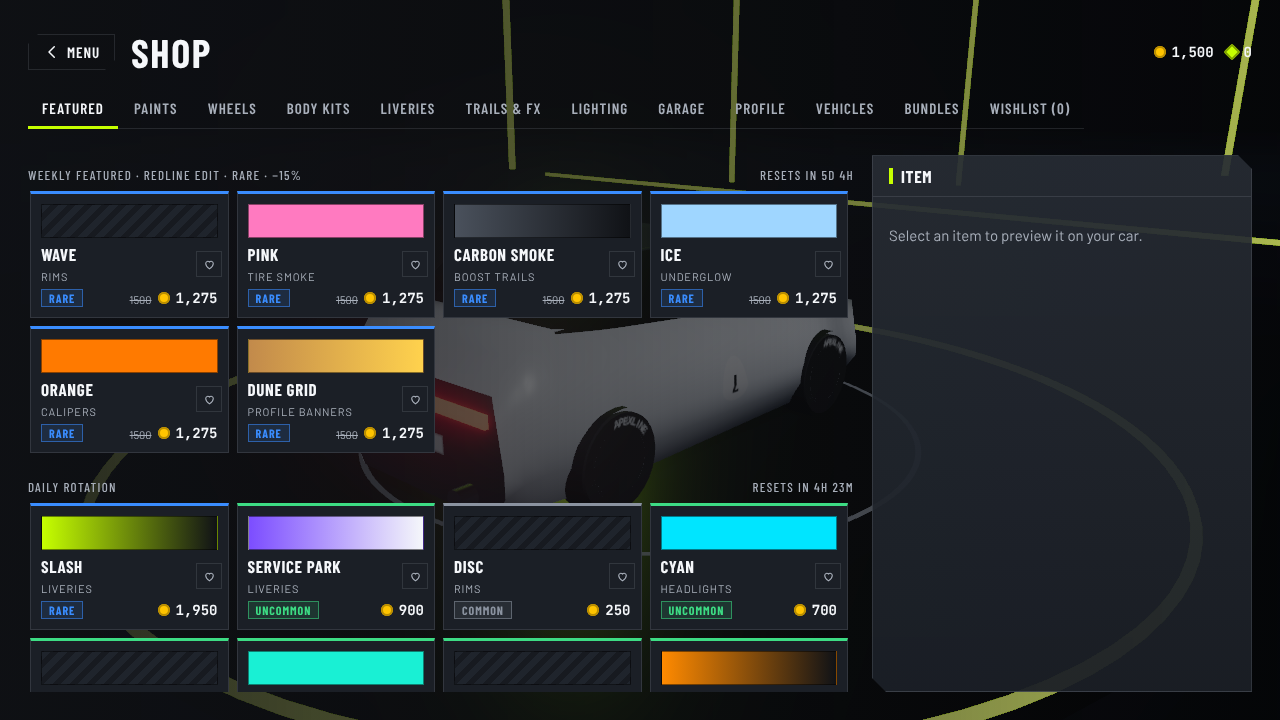 MENU
SHOP
1,500
0
FEATURED PAINTS WHEELS BODY KITS LIVERIES TRAILS & FX LIGHTING GARAGE PROFILE VEHICLES BUNDLES WISHLIST (0)
WEEKLY FEATURED · REDLINE EDIT · RARE · −15%
RESETS IN 5D 4H
WAVE
RIMS
RARE 1500 1,275
PINK
TIRE SMOKE
RARE 1500 1,275
CARBON SMOKE
BOOST TRAILS
RARE 1500 1,275
ICE
UNDERGLOW
RARE 1500 1,275
ORANGE
CALIPERS
RARE 1500 1,275
DUNE GRID
PROFILE BANNERS
RARE 1500 1,275
APEXLINE
1
DAILY ROTATION
RESETS IN 4H 23M
SLASH
LIVERIES
RARE 1,950
SERVICE PARK
LIVERIES
UNCOMMON 900
DISC
RIMS
COMMON 250
CYAN
HEADLIGHTS
UNCOMMON 700
ITEM
Select an item to preview it on your car.